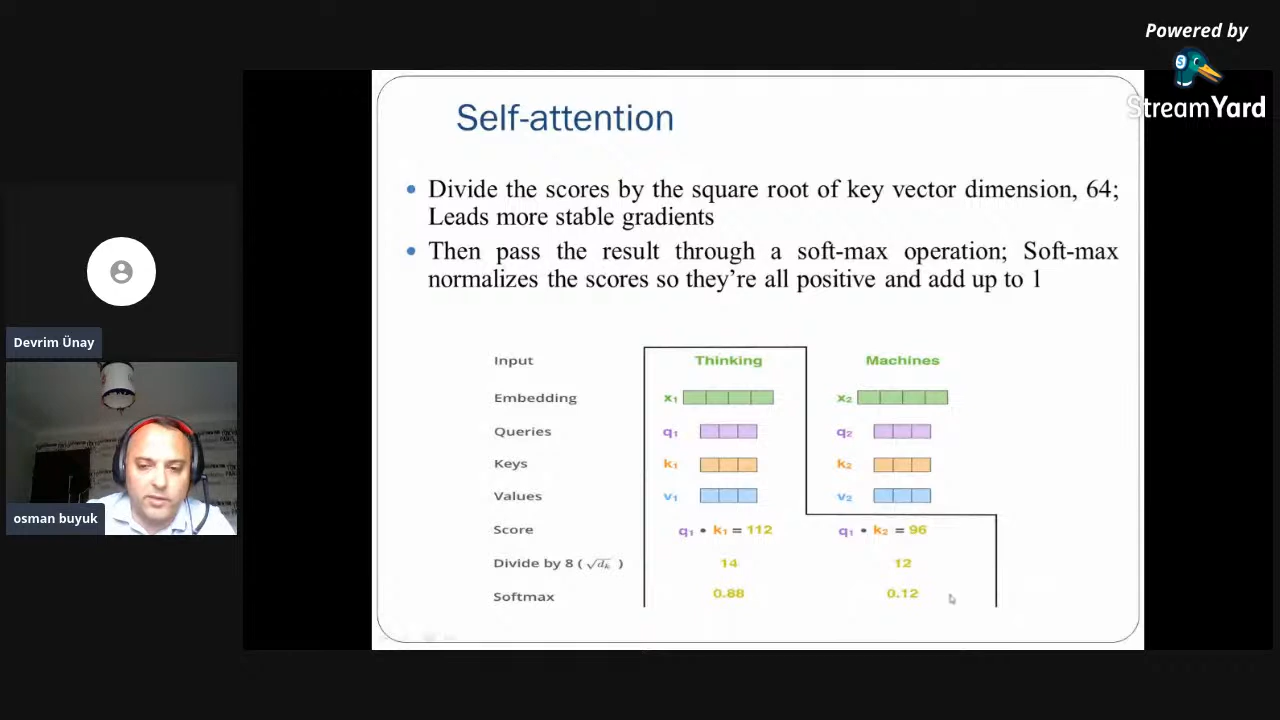 Powered by
StreamYard
Self-attention
• Divide the scores by the square root of key vector dimension, 64;
Leads more stable gradients
• Then pass the result through a soft-max operation; Soft-max
normalizes the scores so they're all positive and add up to 1
Input Thinking Machines
Embedding x₁ x₂
Queries q₁ q₂
Keys k₁ k₂
Values v₁ v₂
Score q₁ • k₁ = 112 q₁ • k₂ = 96
Divide by 8 ( √dₖ ) 14 12
Softmax 0.88 0.12
Devrim Ünay
osman buyuk